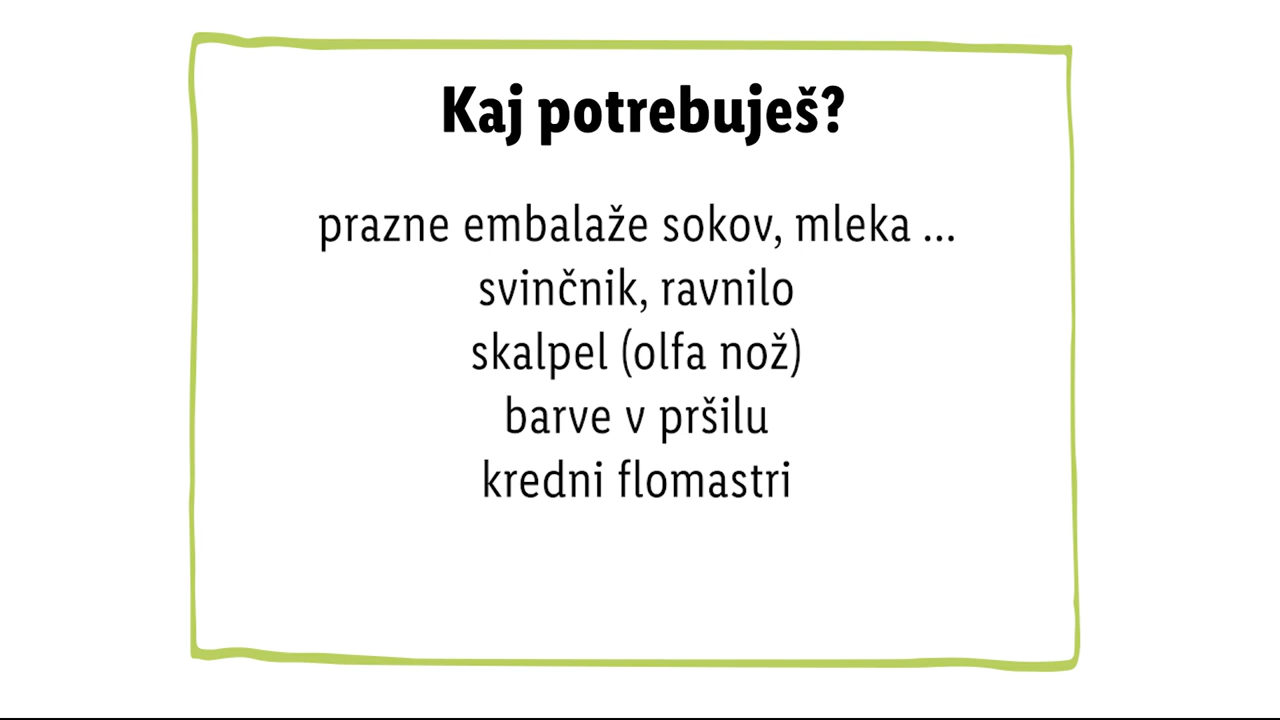 Kaj potrebuješ?
prazne embalaže sokov, mleka ...
svinčnik, ravnilo
skalpel (olfa nož)
barve v pršilu
kredni flomastri